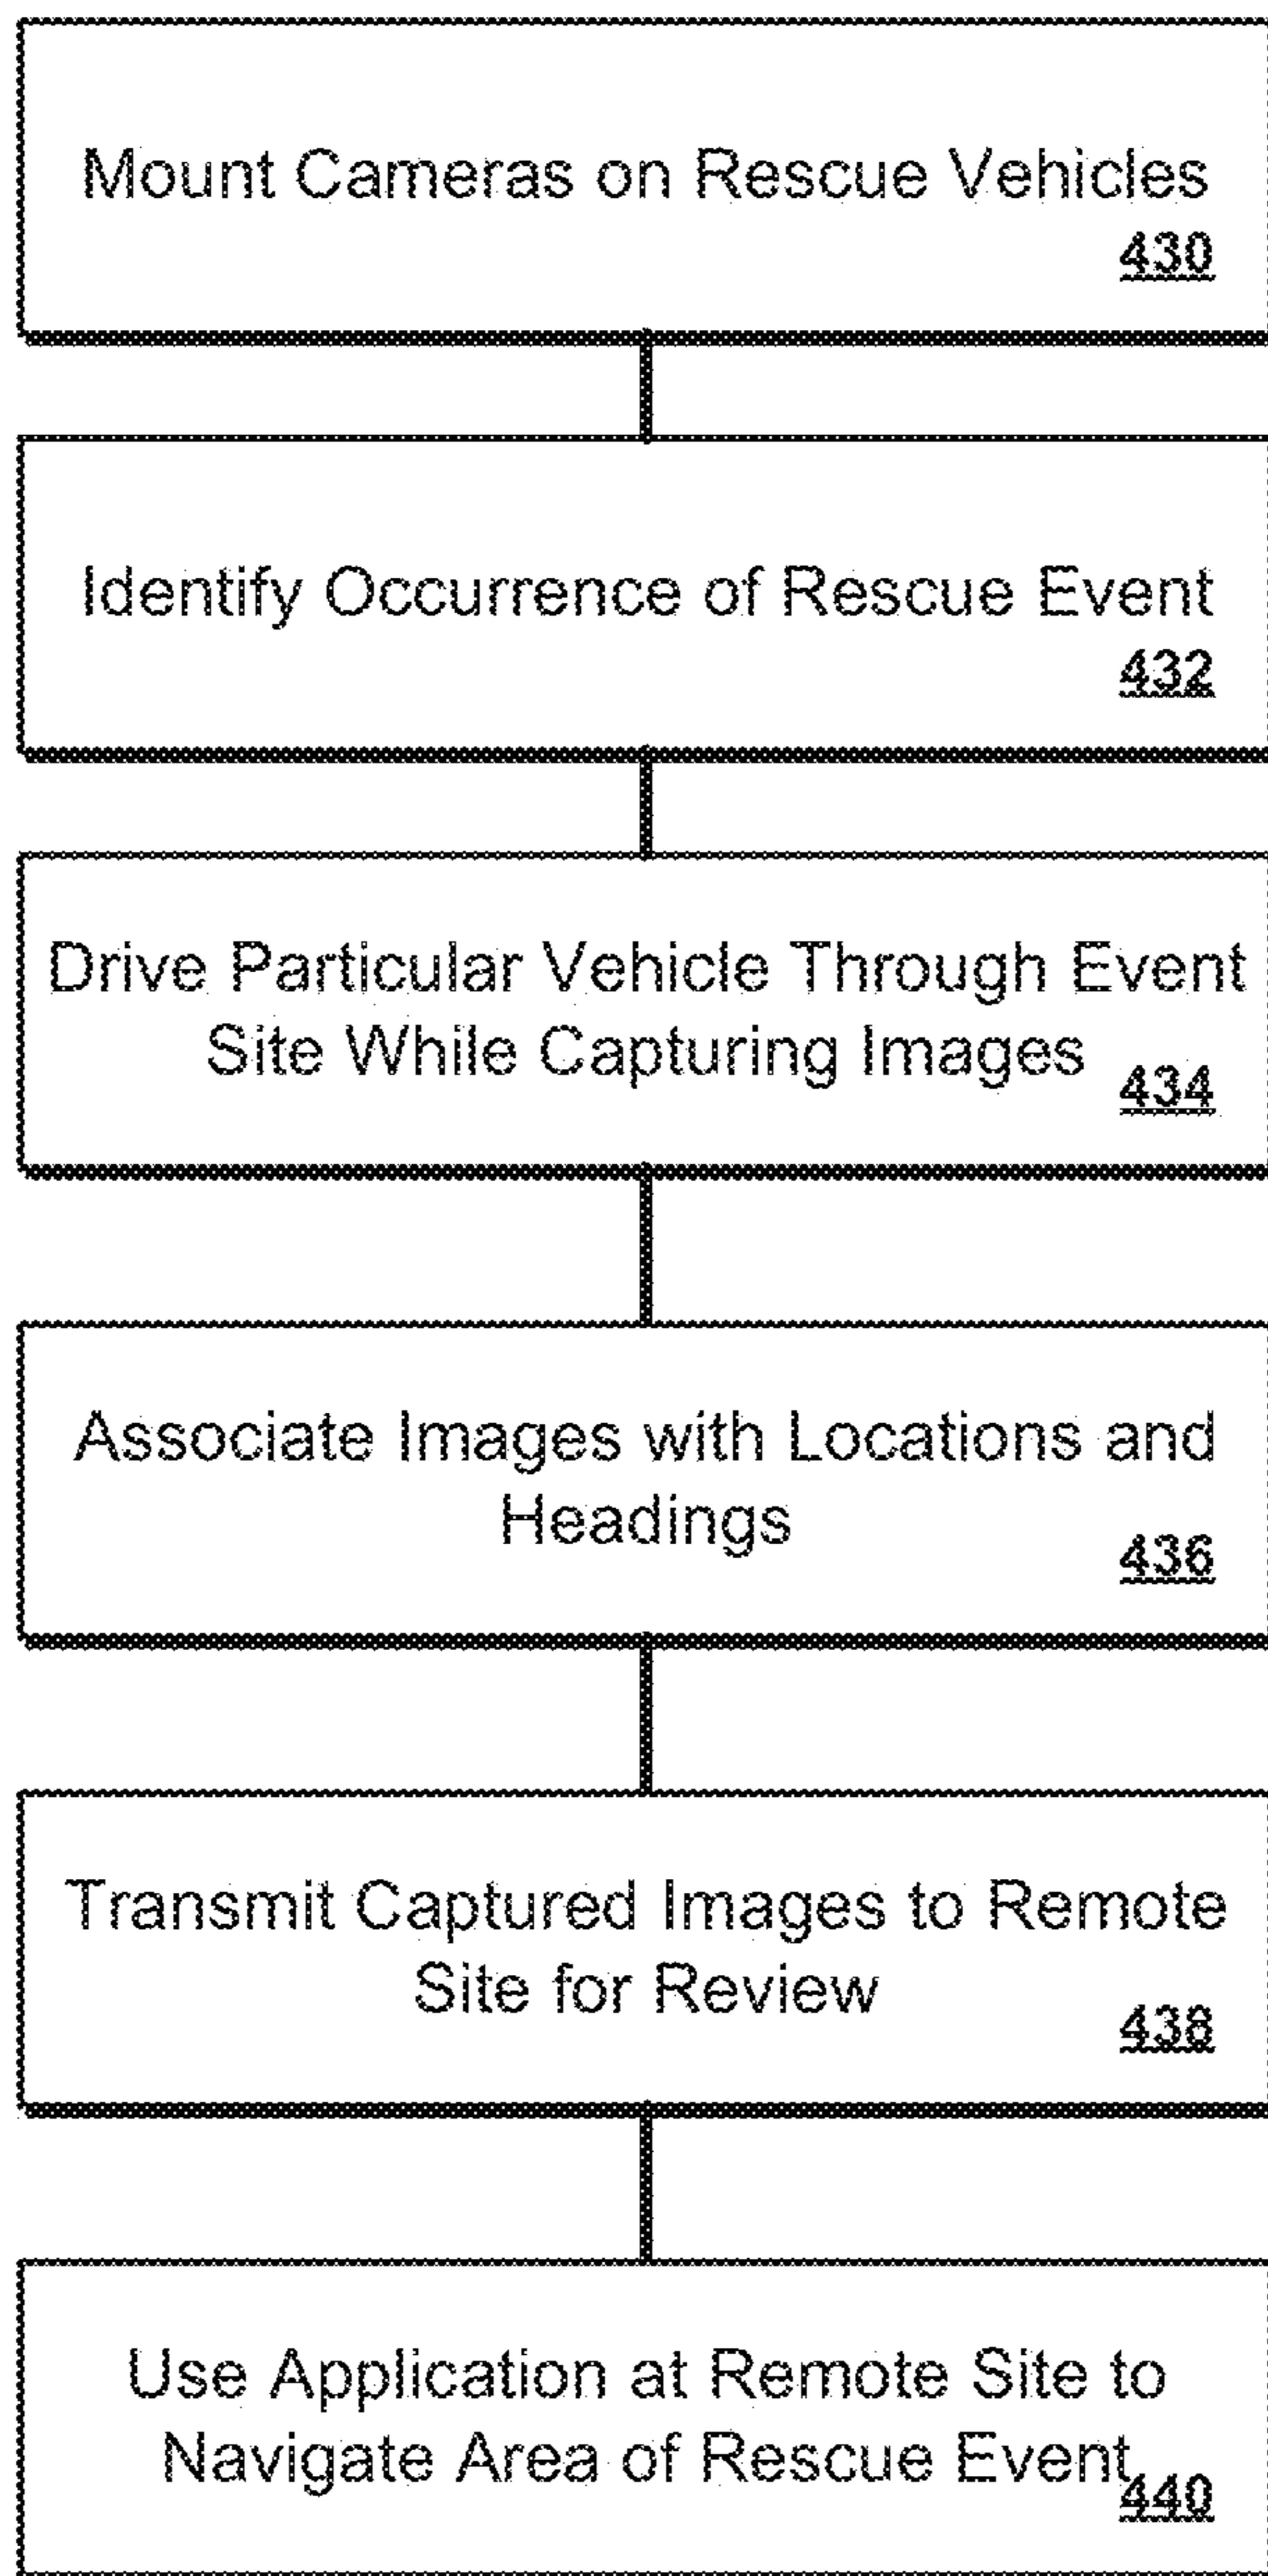 Mount Cameras on Rescue Vehicles
430
Identify Occurrence of Rescue Event
432
Drive Particular Vehicle Through Event
Site While Capturing Images
434
Associate Images with Locations and
Headings
436
Transmit Captured Images to Remote
Site for Review
438
Use Application at Remote Site to
Navigate Area of Rescue Event
440